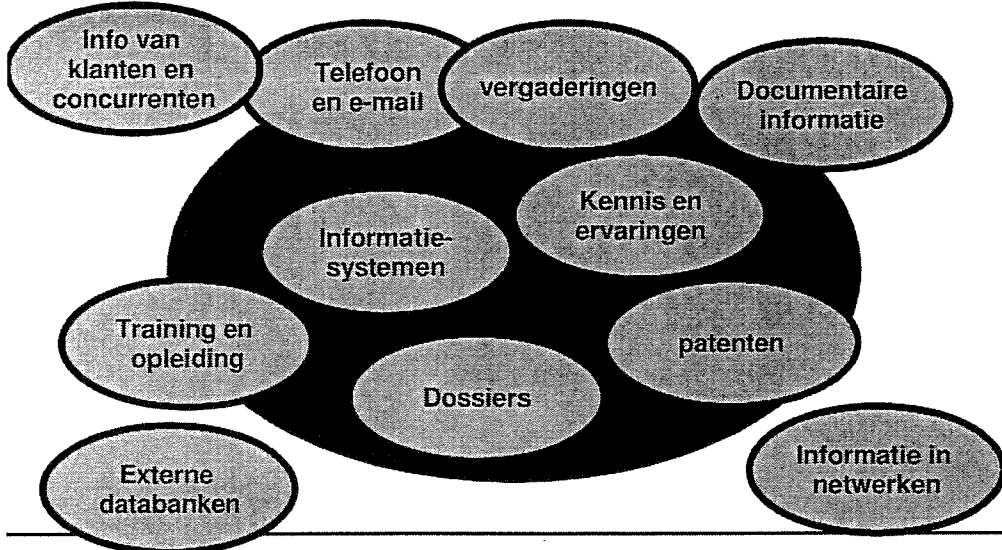 Info van
klanten en
concurrenten
Telefoon
en e-mail
vergaderingen
Documentaire
informatie
Informatie-
systemen
Kennis en
ervaringen
Training en
opleiding
patenten
Dossiers
Externe
databanken
Informatie in
netwerken